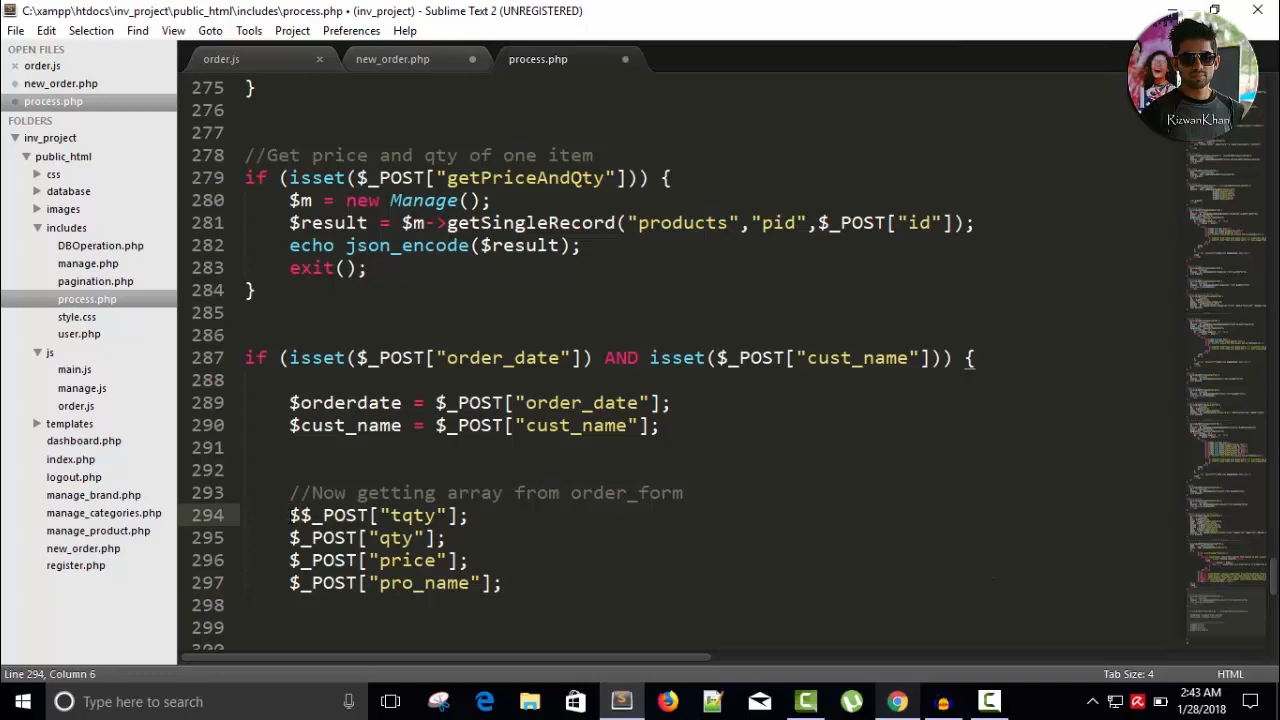 C:\xampp\htdocs\inv_project\public_html\includes\process.php • (inv_project) - Sublime Text 2 (UNREGISTERED)
File Edit Selection Find View Goto Tools Project Preferences Help
OPEN FILES
order.js
new_order.php
process.php
FOLDERS
inv_project
public_html
css
database
images
includes
DBOperation.php
manage.php
pagination.php
process.php
style.css
user.php
js
main.js
manage.js
order.js
templates
dashboard.php
index.php
logout.php
manage_brand.php
manage_categories.php
manage_product.php
new_order.php
register.php
order.js new_order.php process.php
275 }
276
277
278 //Get price and qty of one item
279 if (isset($_POST["getPriceAndQty"])) {
280 $m = new Manage();
281 $result = $m->getSingleRecord("products","pid",$_POST["id"]);
282 echo json_encode($result);
283 exit();
284 }
285
286
287 if (isset($_POST["order_date"]) AND isset($_POST["cust_name"])) {
288
289 $orderdate = $_POST["order_date"];
290 $cust_name = $_POST["cust_name"];
291
292
293 //Now getting array from order_form
294 $$_POST["tqty"];
295 $_POST["qty"];
296 $_POST["price"];
297 $_POST["pro_name"];
298
299
300
RizwanKhan
Line 294, Column 6 Tab Size: 4 HTML
Type here to search
2:43 AM
1/28/2018